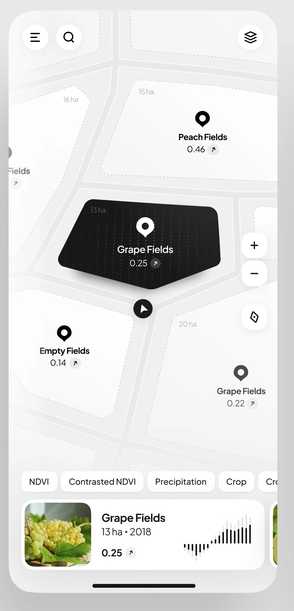 16 ha
15 ha
Peach Fields
0.46
Fields
13 ha
Grape Fields
0.25
+
−
20 ha
Empty Fields
0.14
Grape Fields
0.22
NDVI
Contrasted NDVI
Precipitation
Crop
Cro
Grape Fields
13 ha • 2018
0.25